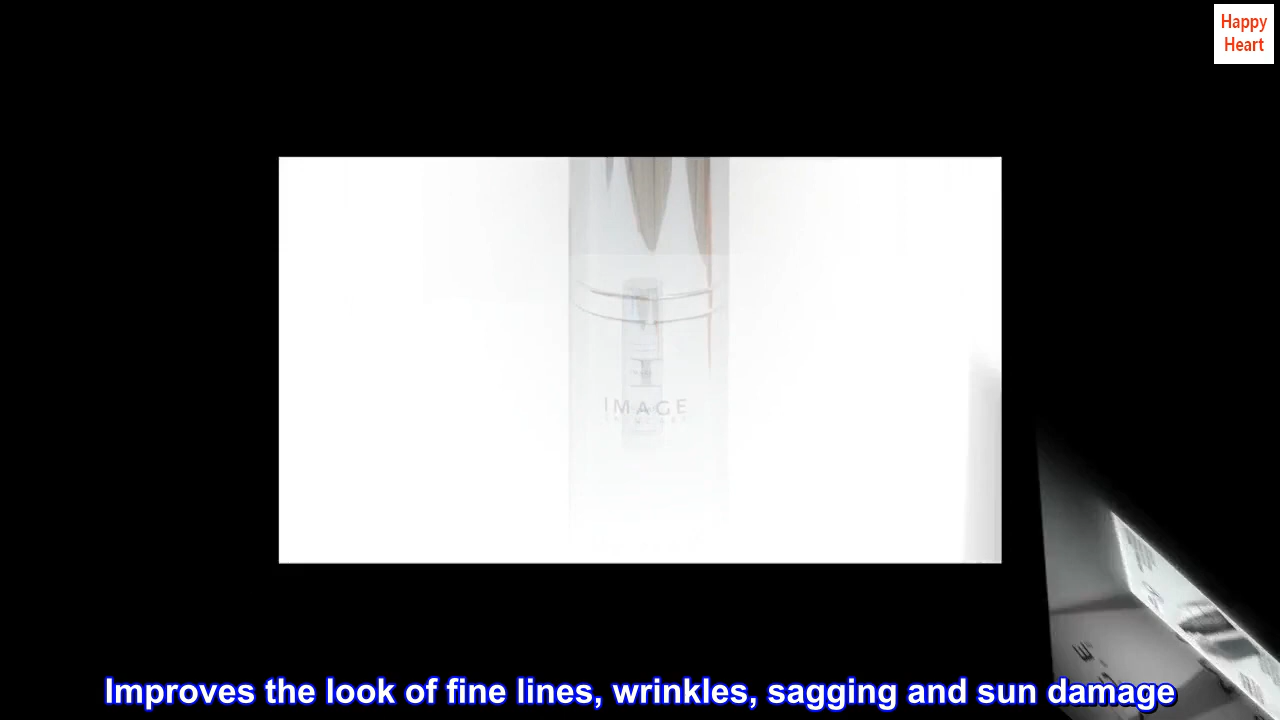 Happy
Heart
IMAGE
Improves the look of fine lines, wrinkles, sagging and sun damage